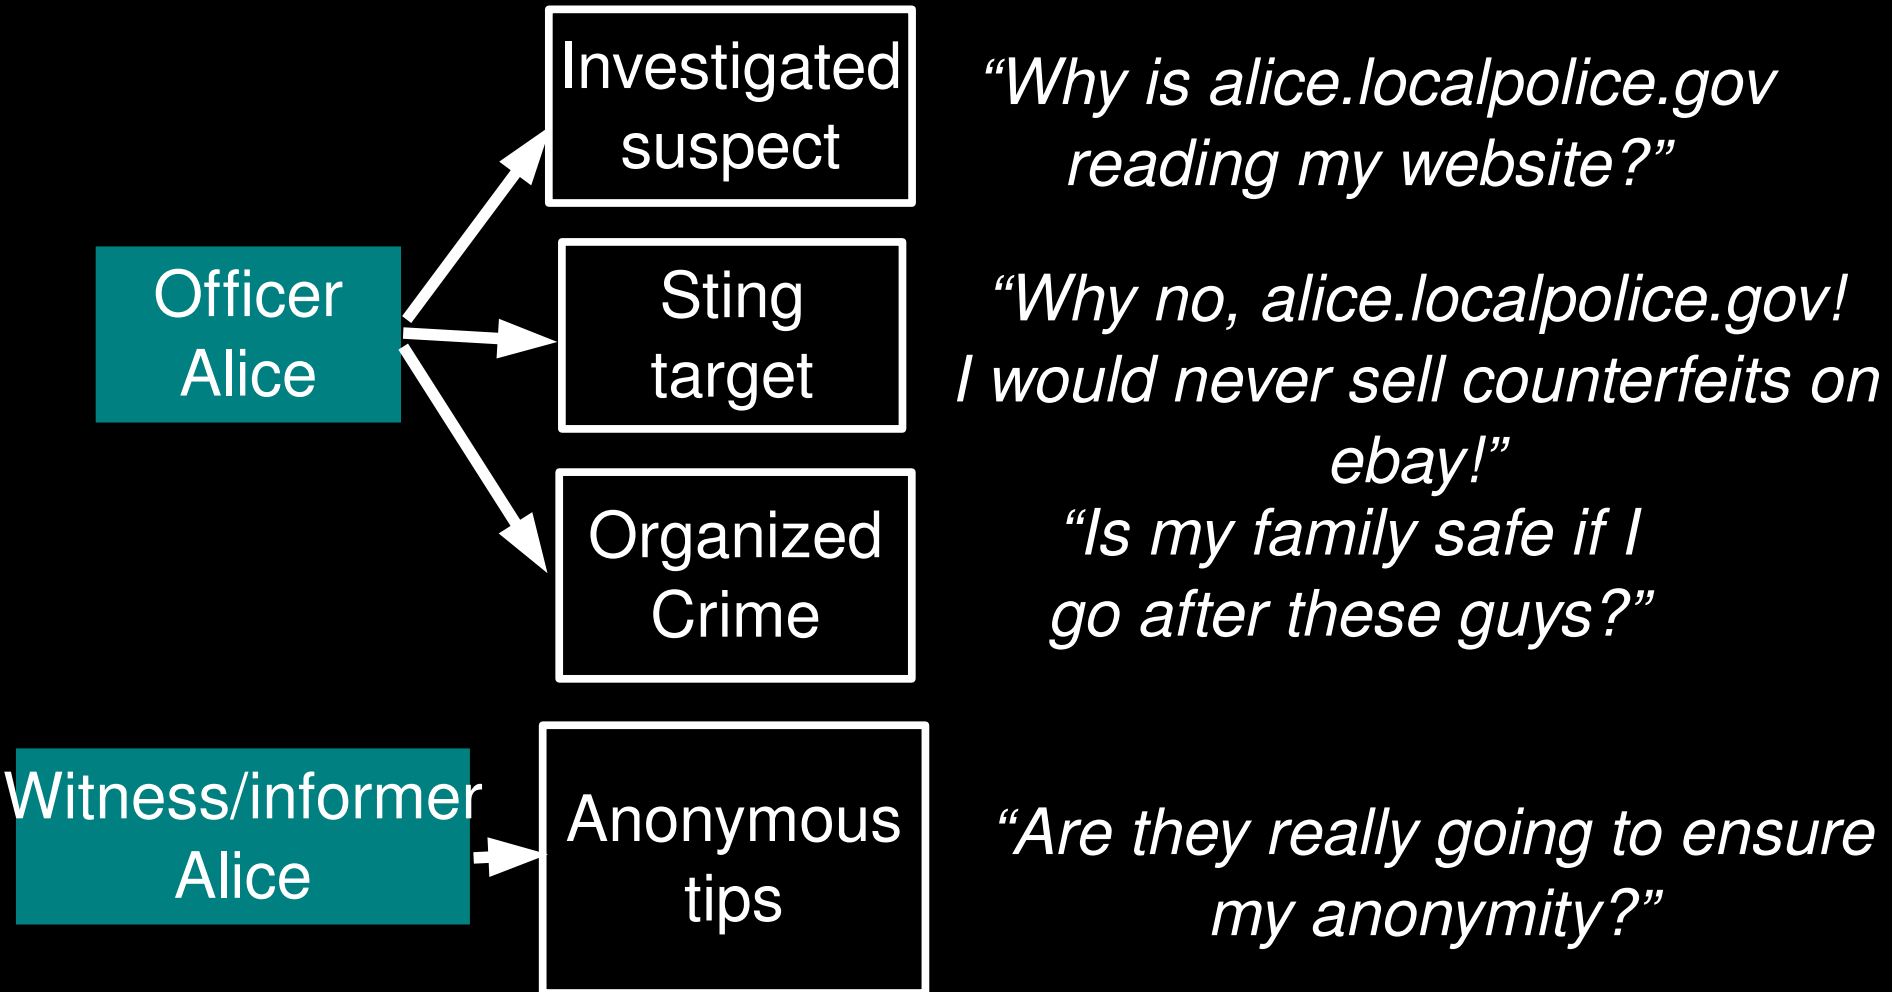 Investigated
suspect
“Why is alice.localpolice.gov
reading my website?”
Officer
Alice
Sting
target
“Why no, alice.localpolice.gov!
I would never sell counterfeits on
ebay!”
Organized
Crime
“Is my family safe if I
go after these guys?”
Witness/informer
Alice
Anonymous
tips
“Are they really going to ensure
my anonymity?”